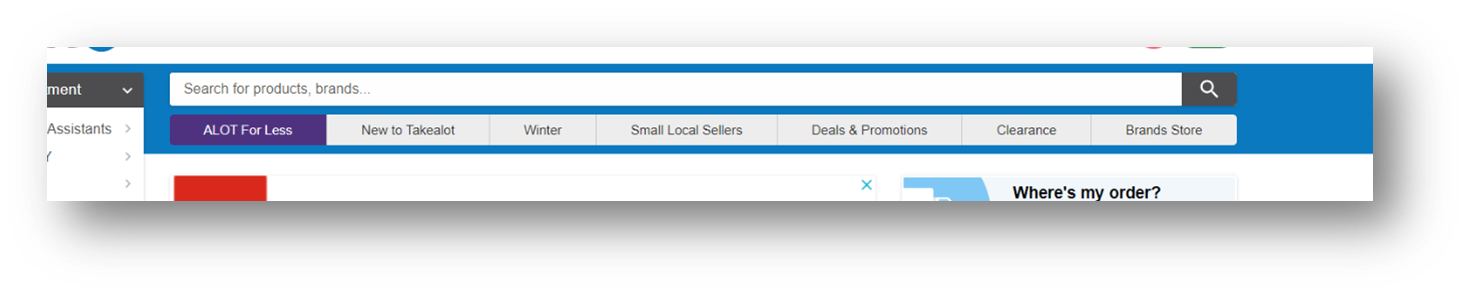 ment
Search for products, brands...
Assistants
ALOT For Less New to Takealot Winter Small Local Sellers Deals & Promotions Clearance Brands Store
Where's my order?